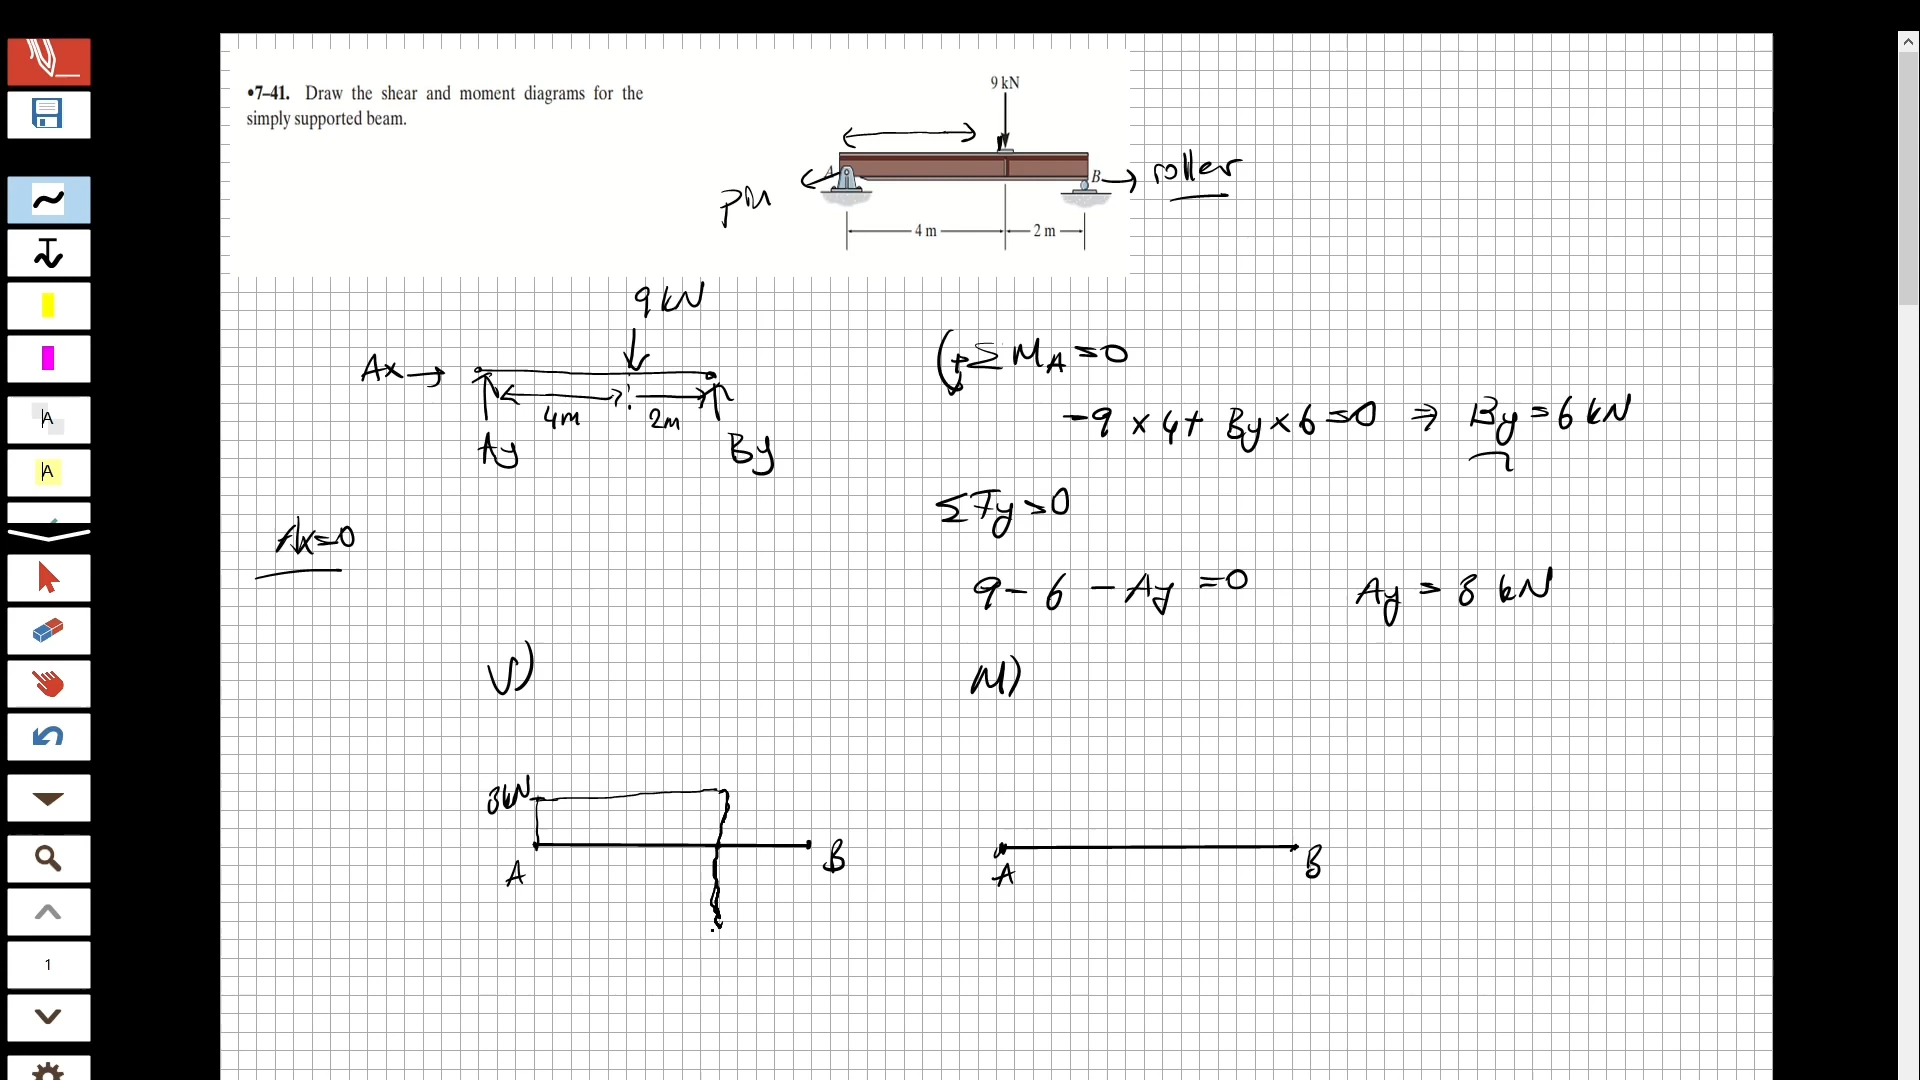 •7–41. Draw the shear and moment diagrams for the
simply supported beam.
9 kN
A
B
roller
pin
4 m
2 m
9 kN
Ax
4m
2m
Ay
By
ΣMA=0
-9 × 4 + By × 6 = 0 ⇒ By = 6 kN
ΣFy=0
Ax=0
9 - 6 - Ay = 0
Ay = 3 kN
V)
M)
3kN
A
B
A
B
A
A
1